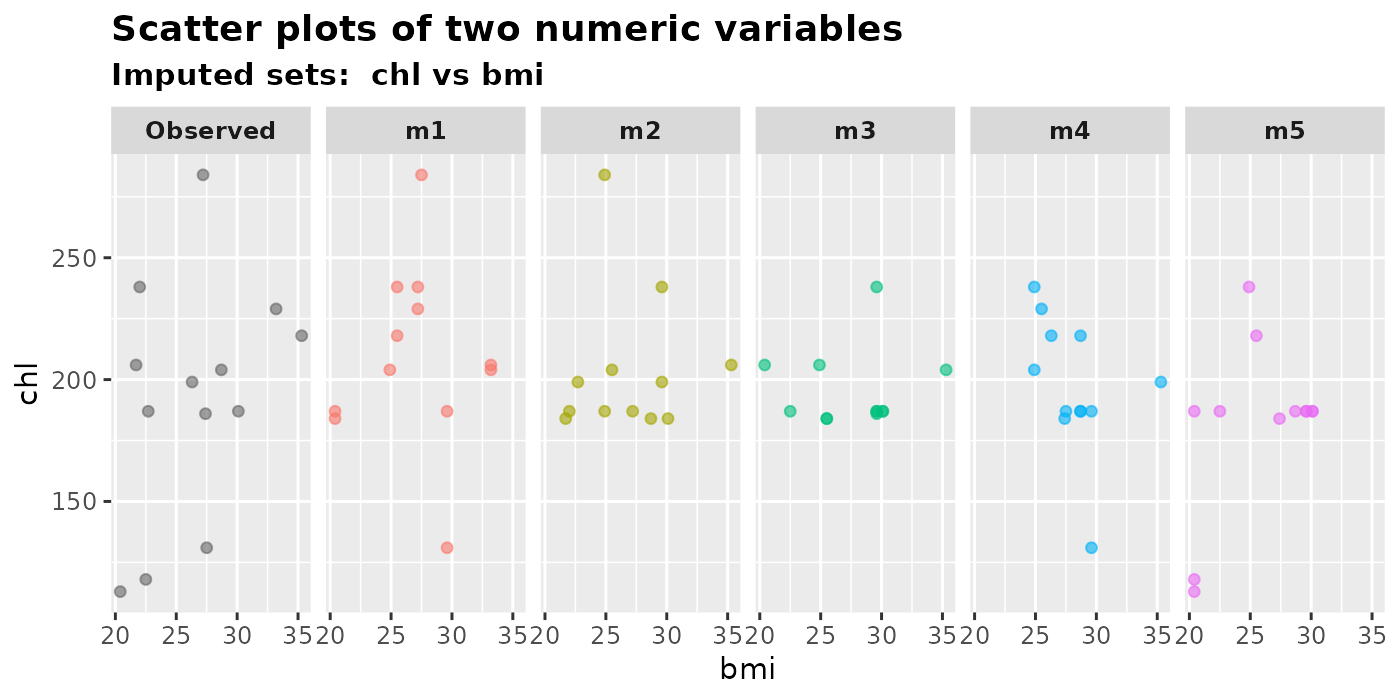 Scatter plots of two numeric variables
Imputed sets:  chl vs bmi
Observed m1 m2 m3 m4 m5
250
200
150
chl
20 25 30 35 20 25 30 35 20 25 30 35 20 25 30 35 20 25 30 35 20 25 30 35
bmi